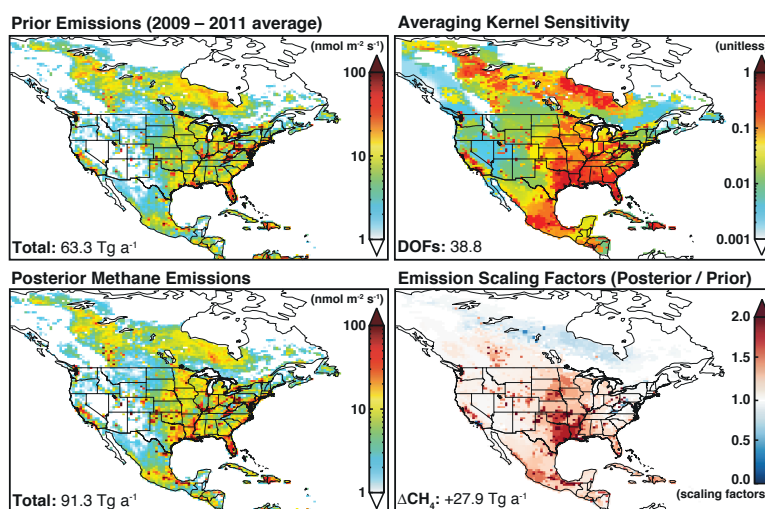 Prior Emissions (2009 – 2011 average)
(nmol m⁻² s⁻¹)
100
10
1
Total: 63.3 Tg a⁻¹
Averaging Kernel Sensitivity
(unitless)
1
0.1
0.01
0.001
DOFs: 38.8
Posterior Methane Emissions
(nmol m⁻² s⁻¹)
100
10
1
Total: 91.3 Tg a⁻¹
Emission Scaling Factors (Posterior / Prior)
2.0
1.5
1.0
0.5
0.0
(scaling factors)
ΔCH₄: +27.9 Tg a⁻¹